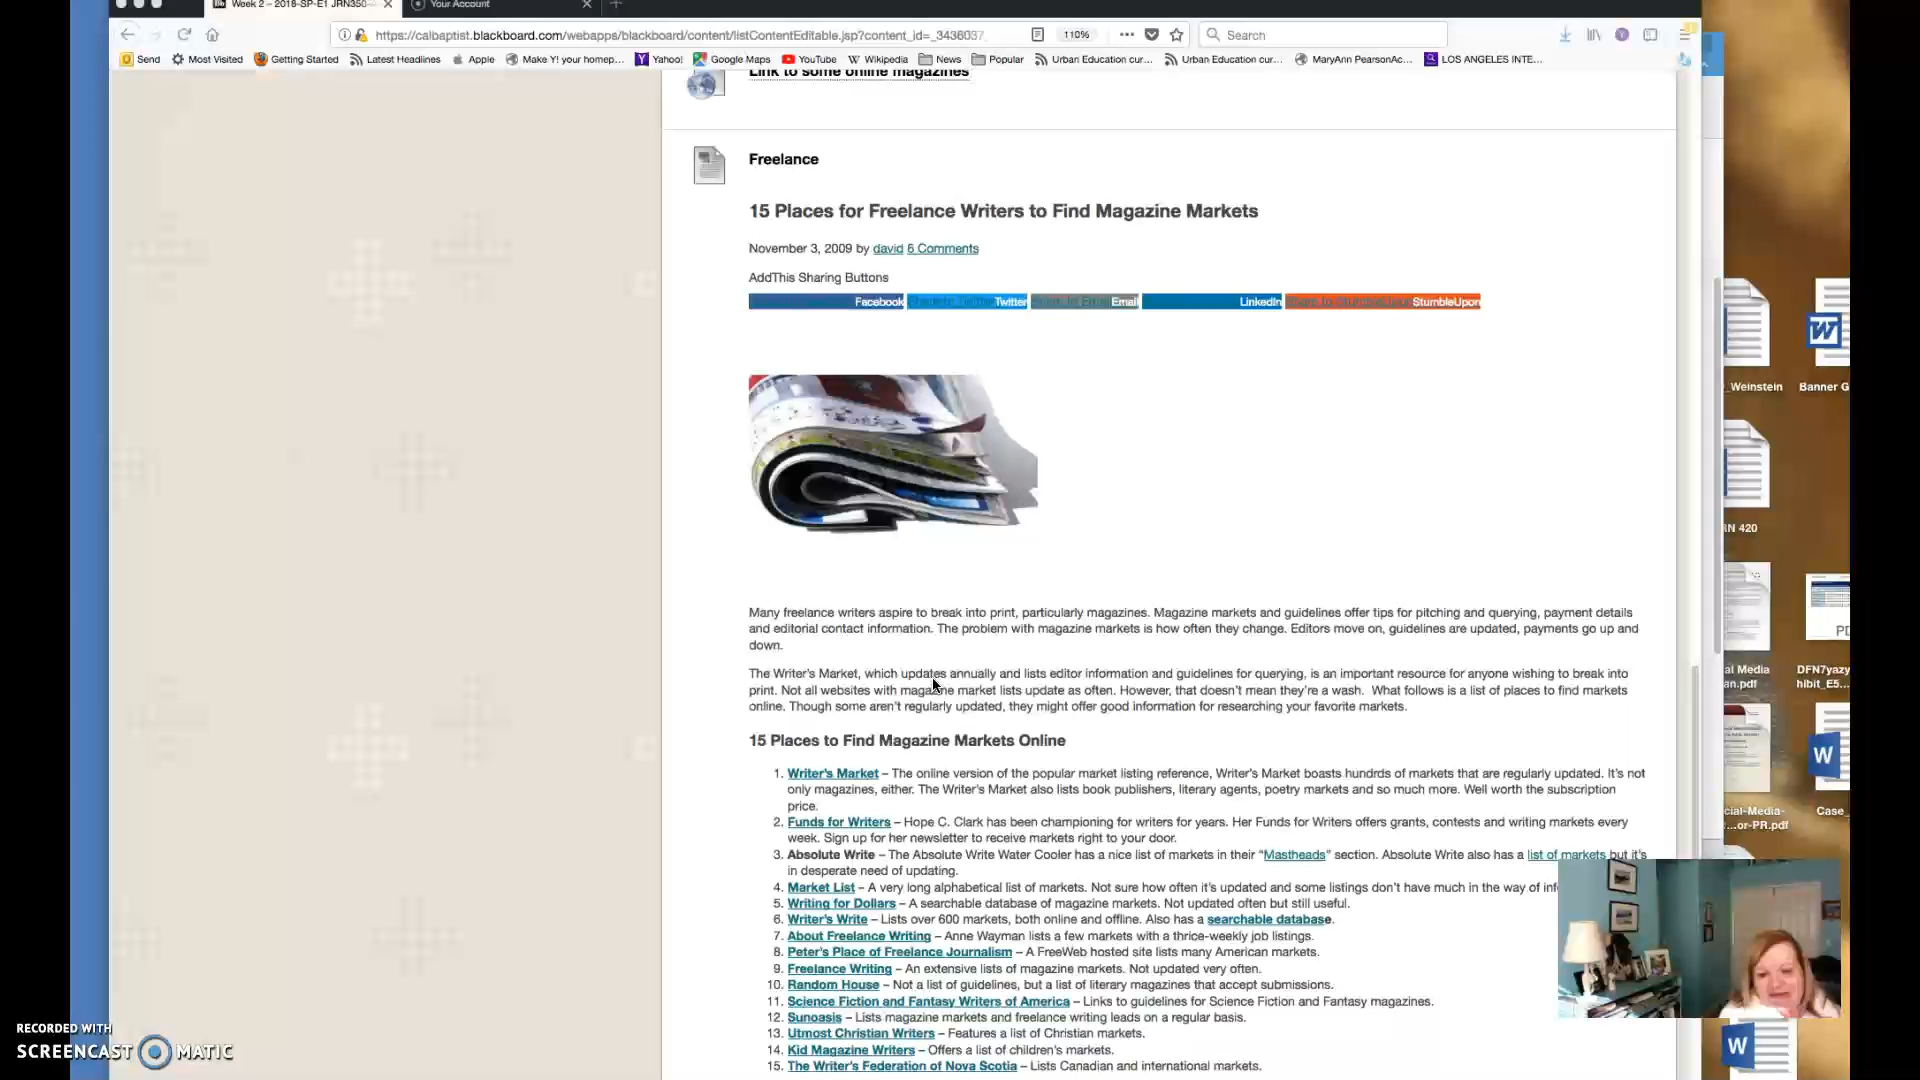 Week 2 – 2018-SP-E1 JRN350-
Your Account
https://calbaptist.blackboard.com/webapps/blackboard/content/listContentEditable.jsp?content_id=_3436037
110%
Search
Send
Most Visited
Getting Started
Latest Headlines
Apple
Make Y! your homep...
Yahoo!
Google Maps
YouTube
Wikipedia
News
Popular
Urban Education cur...
Urban Education cur...
MaryAnn PearsonAc...
LOS ANGELES INTE...
Link to some online magazines
Freelance
15 Places for Freelance Writers to Find Magazine Markets
November 3, 2009 by david 6 Comments
AddThis Sharing Buttons
Facebook Twitter Email LinkedIn Share to StumbleUpon StumbleUpon
Many freelance writers aspire to break into print, particularly magazines. Magazine markets and guidelines offer tips for pitching and querying, payment details
and editorial contact information. The problem with magazine markets is how often they change. Editors move on, guidelines are updated, payments go up and
down.
The Writer's Market, which updates annually and lists editor information and guidelines for querying, is an important resource for anyone wishing to break into
print. Not all websites with magazine market lists update as often. However, that doesn't mean they're a wash. What follows is a list of places to find markets
online. Though some aren't regularly updated, they might offer good information for researching your favorite markets.
15 Places to Find Magazine Markets Online
1. Writer's Market – The online version of the popular market listing reference, Writer's Market boasts hundrds of markets that are regularly updated. It's not
only magazines, either. The Writer's Market also lists book publishers, literary agents, poetry markets and so much more. Well worth the subscription
price.
2. Funds for Writers – Hope C. Clark has been championing for writers for years. Her Funds for Writers offers grants, contests and writing markets every
week. Sign up for her newsletter to receive markets right to your door.
3. Absolute Write – The Absolute Write Water Cooler has a nice list of markets in their "Mastheads" section. Absolute Write also has a list of markets but it's
in desperate need of updating.
4. Market List – A very long alphabetical list of markets. Not sure how often it's updated and some listings don't have much in the way of inf
5. Writing for Dollars – A searchable database of magazine markets. Not updated often but still useful.
6. Writer's Write – Lists over 600 markets, both online and offline. Also has a searchable database.
7. About Freelance Writing – Anne Wayman lists a few markets with a thrice-weekly job listings.
8. Peter's Place of Freelance Journalism – A FreeWeb hosted site lists many American markets.
9. Freelance Writing – An extensive lists of magazine markets. Not updated very often.
10. Random House – Not a list of guidelines, but a list of literary magazines that accept submissions.
11. Science Fiction and Fantasy Writers of America – Links to guidelines for Science Fiction and Fantasy magazines.
12. Sunoasis – Lists magazine markets and freelance writing leads on a regular basis.
13. Utmost Christian Writers – Features a list of Christian markets.
14. Kid Magazine Writers – Offers a list of children's markets.
15. The Writer's Federation of Nova Scotia – Lists Canadian and international markets.
_Weinstein
Banner G
RN 420
PD
al Media
an.pdf
DFN7yazy
hibit_E5...
cial-Media-
...or-PR.pdf
Case_
RECORDED WITH
SCREENCAST MATIC